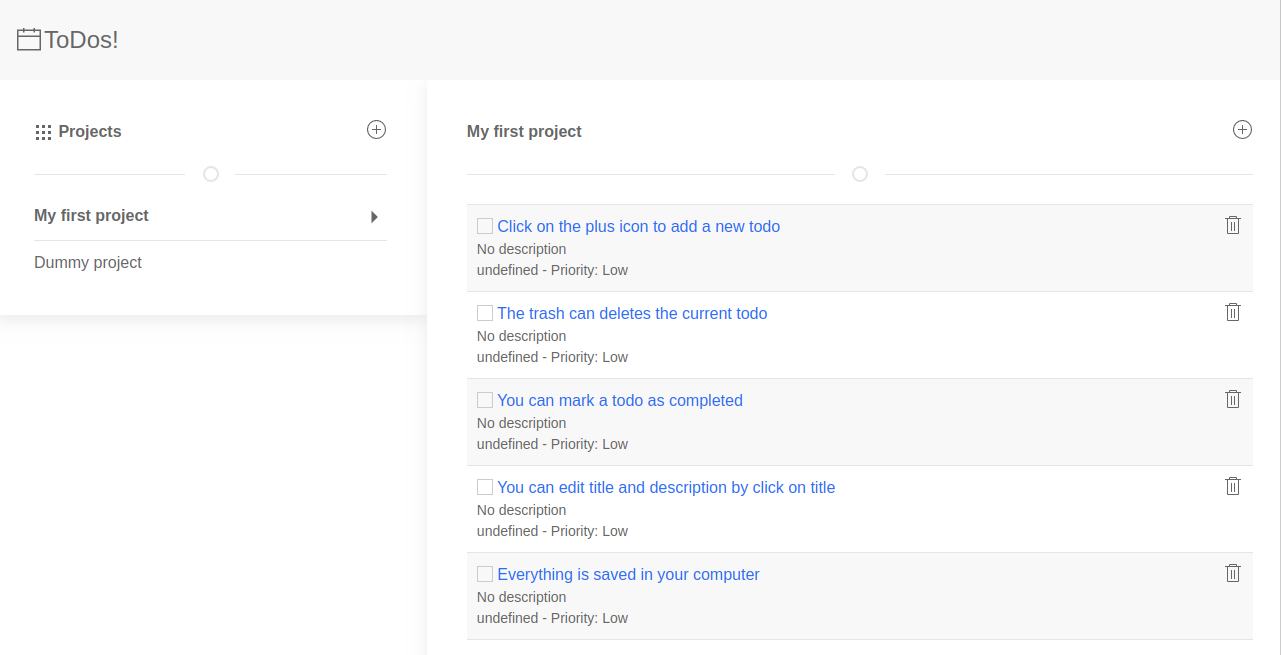 ToDos!
Projects
My first project
Dummy project
My first project
Click on the plus icon to add a new todo
No description
undefined - Priority: Low
The trash can deletes the current todo
No description
undefined - Priority: Low
You can mark a todo as completed
No description
undefined - Priority: Low
You can edit title and description by click on title
No description
undefined - Priority: Low
Everything is saved in your computer
No description
undefined - Priority: Low